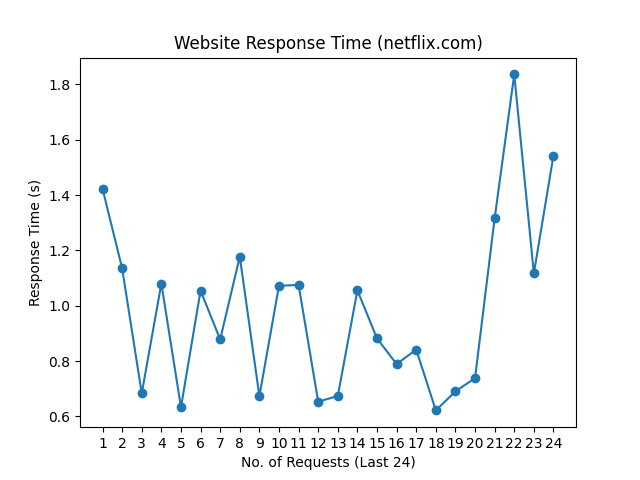 Website Response Time (netflix.com)
Response Time (s)
1.8
1.6
1.4
1.2
1.0
0.8
0.6
1 2 3 4 5 6 7 8 9 10 11 12 13 14 15 16 17 18 19 20 21 22 23 24
No. of Requests (Last 24)